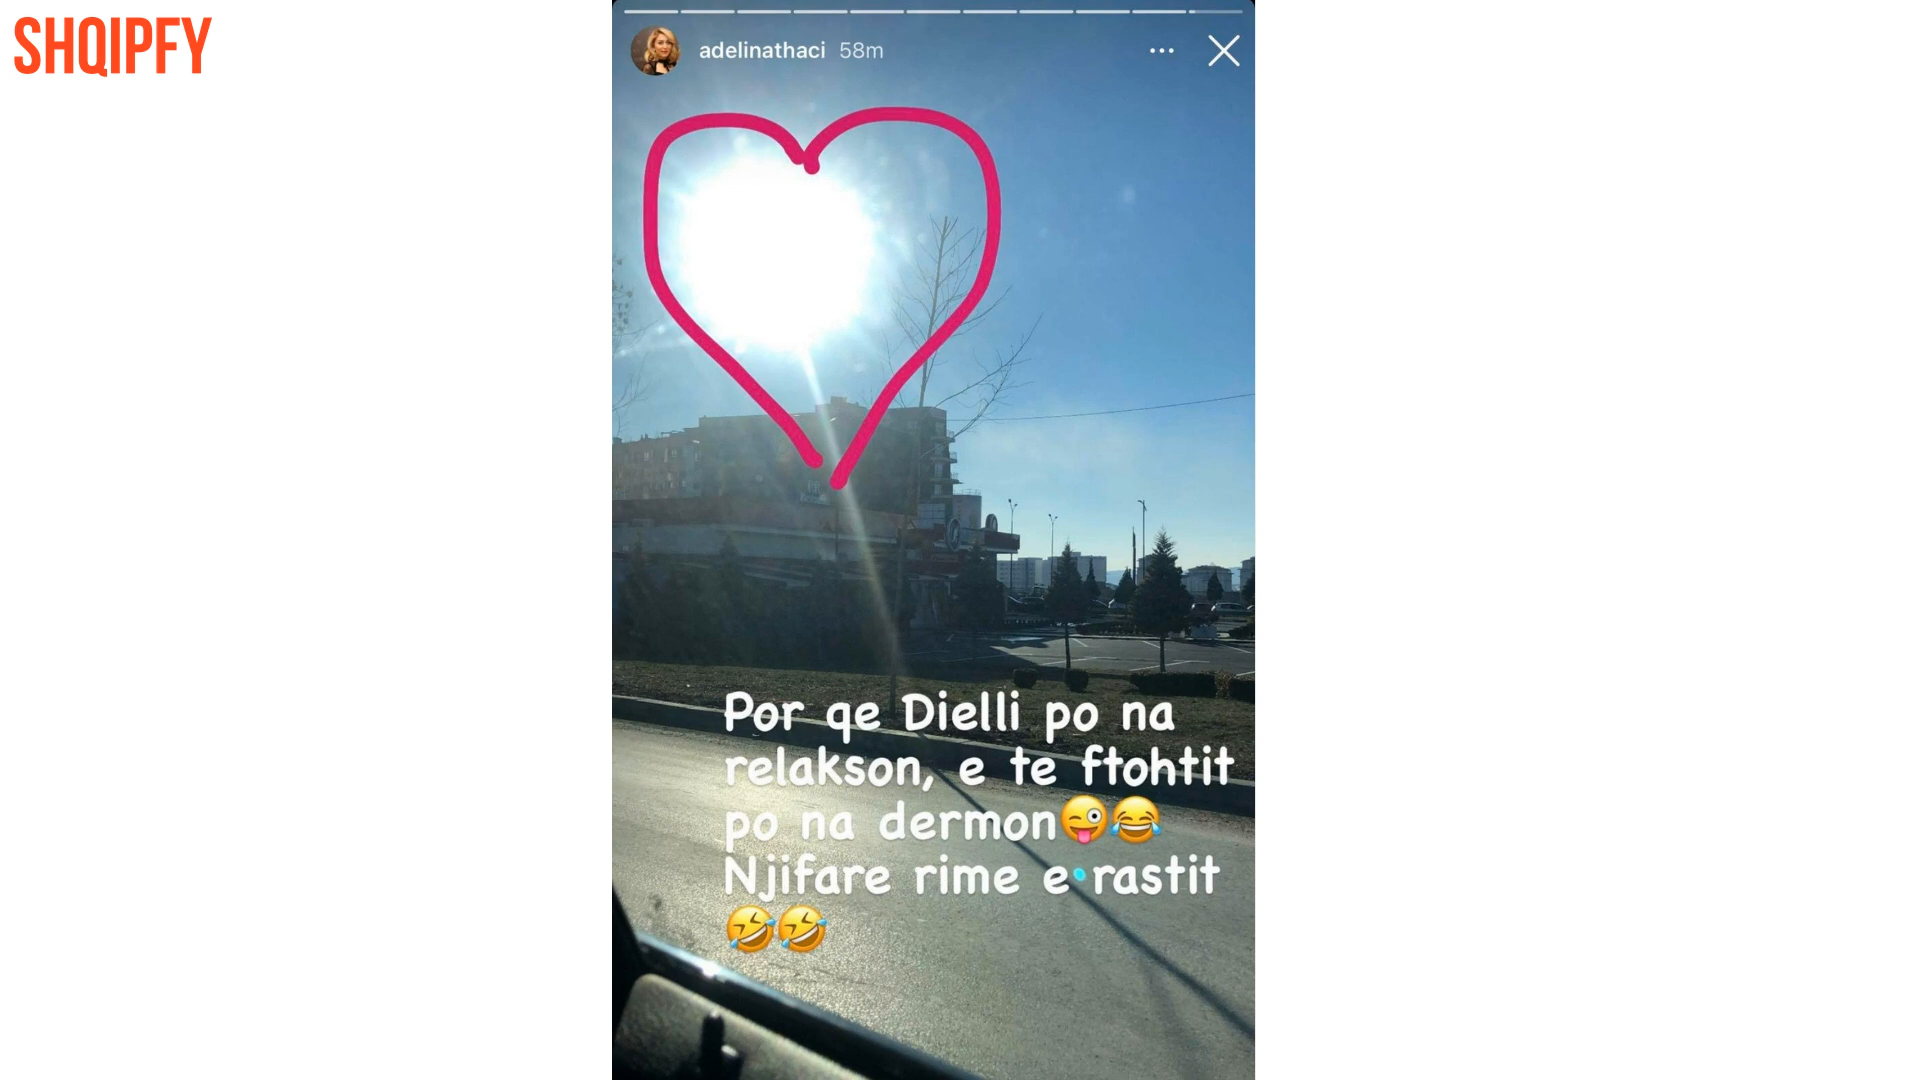 SHQIPFY
adelinathaci 58m
Por qe Dielli po na
relakson, e te ftohtit
po na dermon😜😂
Njifare rime e rastit
🤣🤣